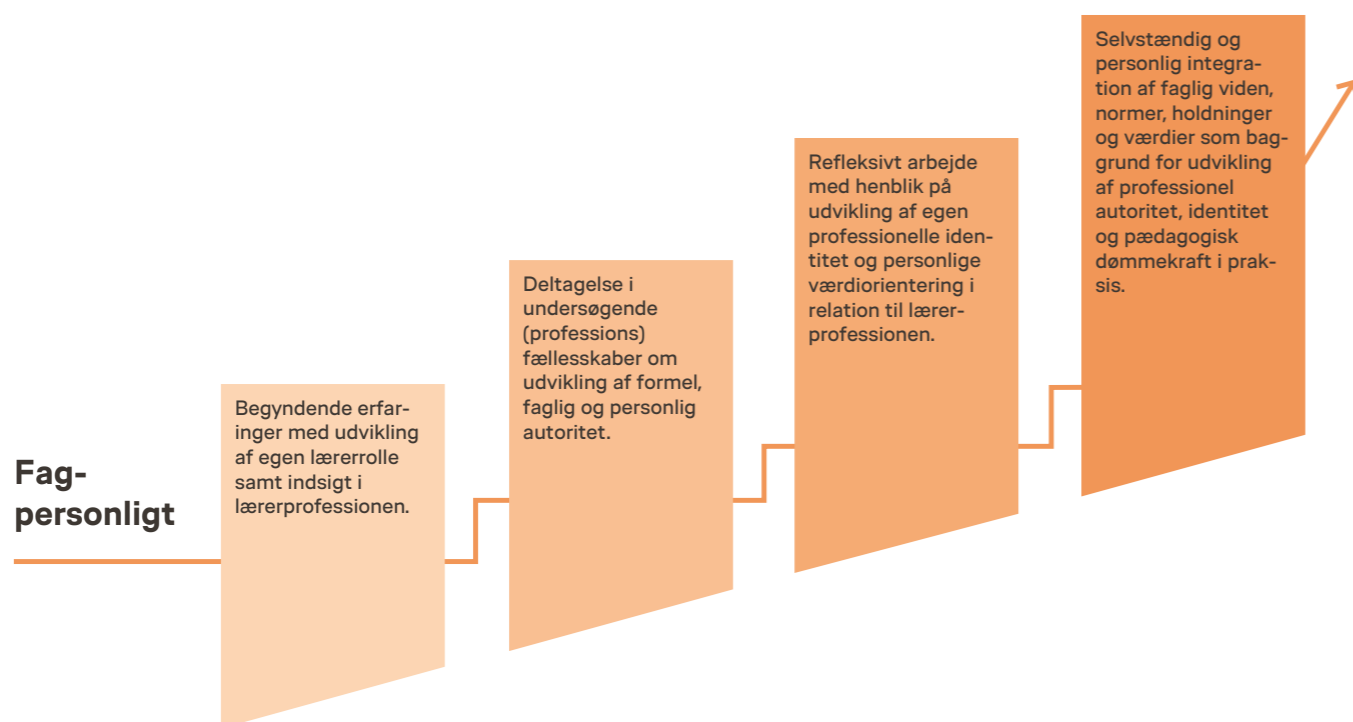 Fag-
personligt
Begyndende erfar-
inger med udvikling
af egen lærerrolle
samt indsigt i
lærerprofessionen.
Deltagelse i
undersøgende
(professions)
fællesskaber om
udvikling af formel,
faglig og personlig
autoritet.
Refleksivt arbejde
med henblik på
udvikling af egen
professionelle iden-
titet og personlige
værdiorientering i
relation til lærer-
professionen.
Selvstændig og
personlig integra-
tion af faglig viden,
normer, holdninger
og værdier som bag-
grund for udvikling
af professionel
autoritet, identitet
og pædagogisk
dømmekraft i prak-
sis.